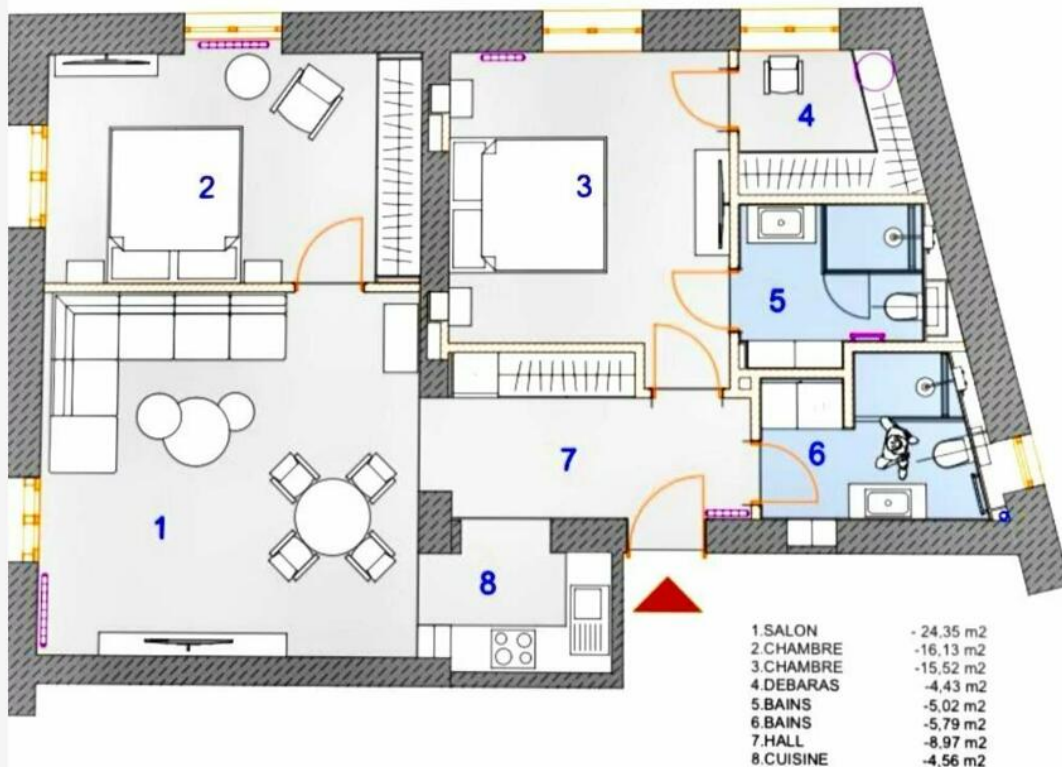 2
3
4
5
6
7
1
8
1.SALON - 24,35 m2
2.CHAMBRE -16,13 m2
3.CHAMBRE -15,52 m2
4.DEBARAS -4,43 m2
5.BAINS -5,02 m2
6.BAINS -5,79 m2
7.HALL -8,97 m2
8.CUISINE -4,56 m2